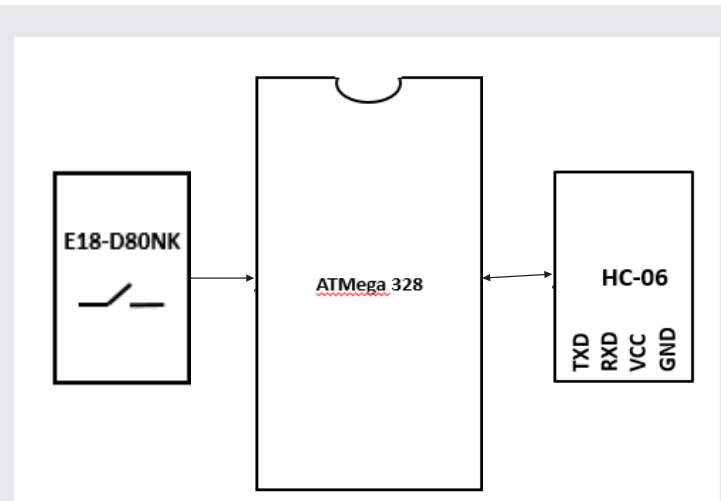 E18-D80NK
ATMega 328
HC-06
TXD
RXD
VCC
GND